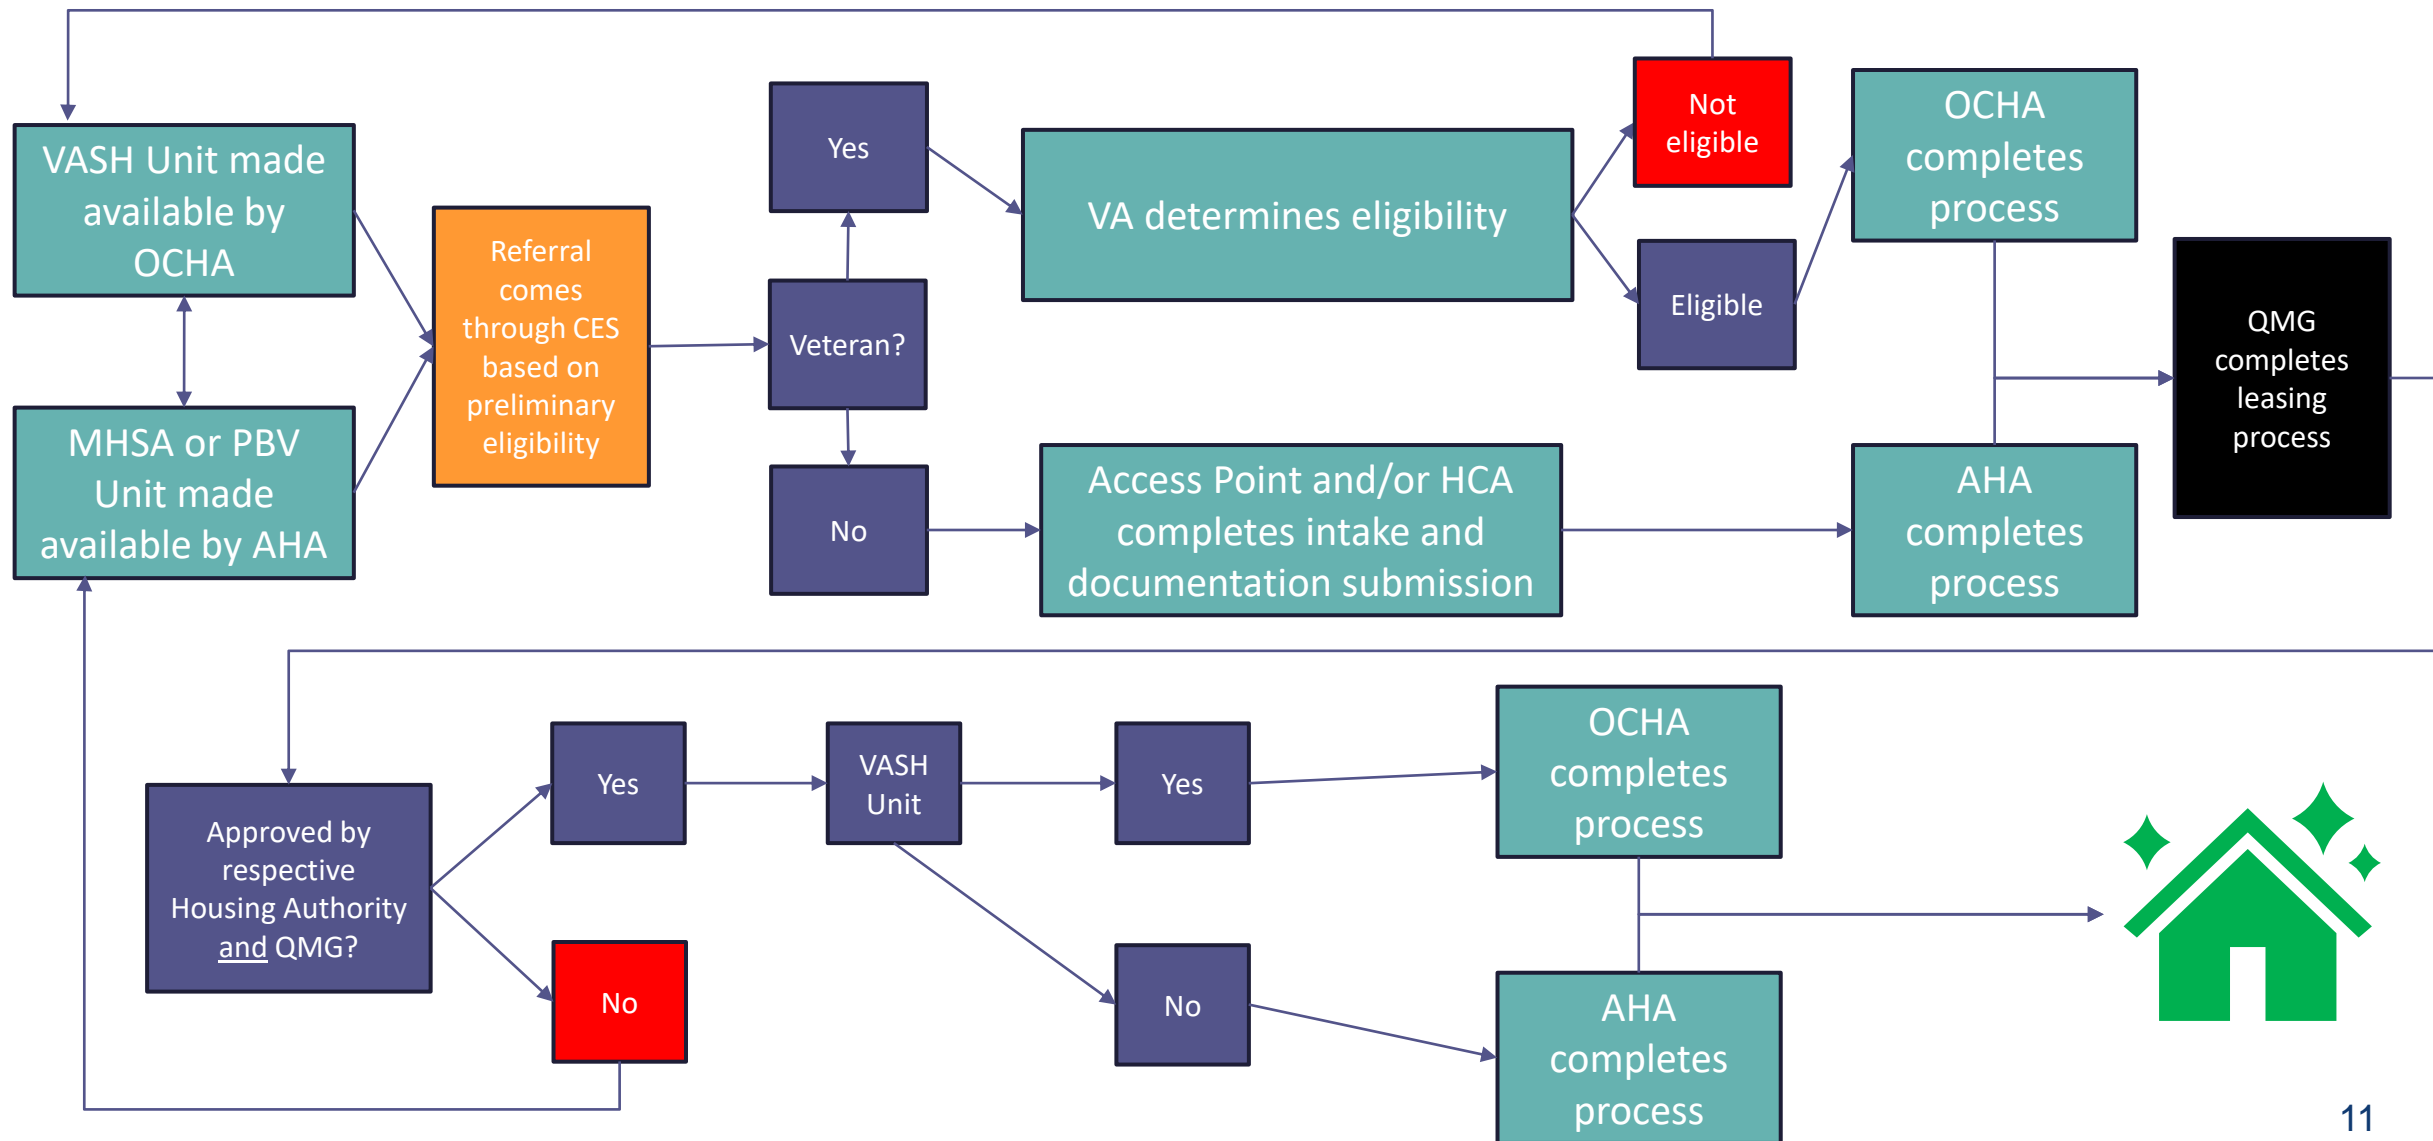 VASH Unit made
available by
OCHA
MHSA or PBV
Unit made
available by AHA
Referral
comes
through CES
based on
preliminary
eligibility
Veteran?
Yes
No
VA determines eligibility
Access Point and/or HCA
completes intake and
documentation submission
Not
eligible
Eligible
OCHA
completes
process
AHA
completes
process
QMG
completes
leasing
process
Approved by
respective
Housing Authority
and QMG?
Yes
No
VASH
Unit
Yes
No
OCHA
completes
process
AHA
completes
process
11